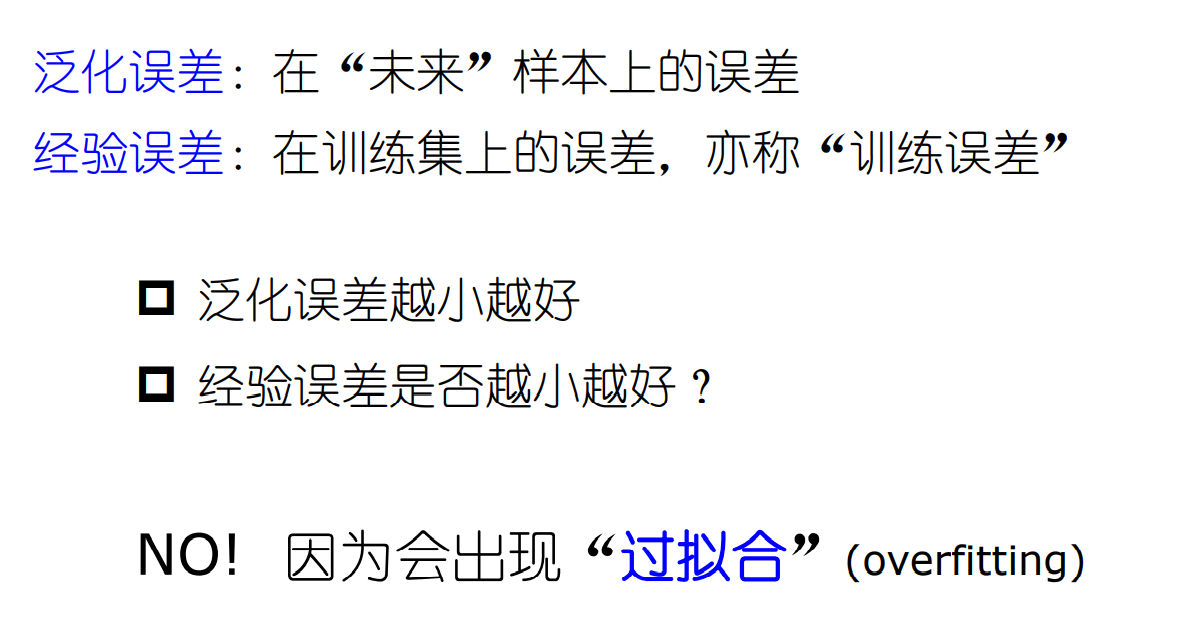 泛化误差：在“未来”样本上的误差
经验误差：在训练集上的误差，亦称“训练误差”
泛化误差越小越好
经验误差是否越小越好？
NO! 因为会出现“过拟合”(overfitting)